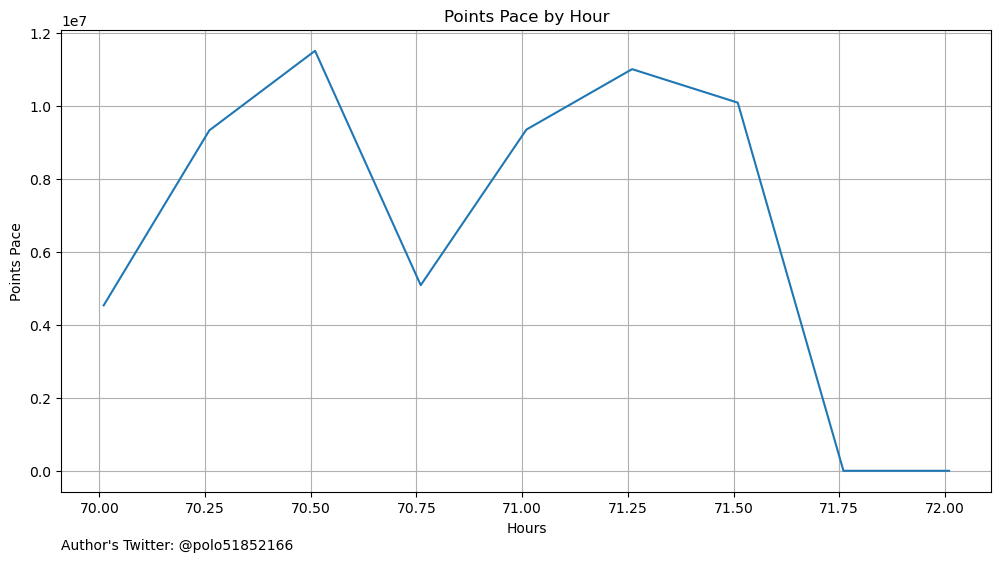 Points Pace by Hour
1e7
1.2
1.0
0.8
0.6
0.4
0.2
0.0
Points Pace
70.00 70.25 70.50 70.75 71.00 71.25 71.50 71.75 72.00
Hours
Author's Twitter: @polo51852166